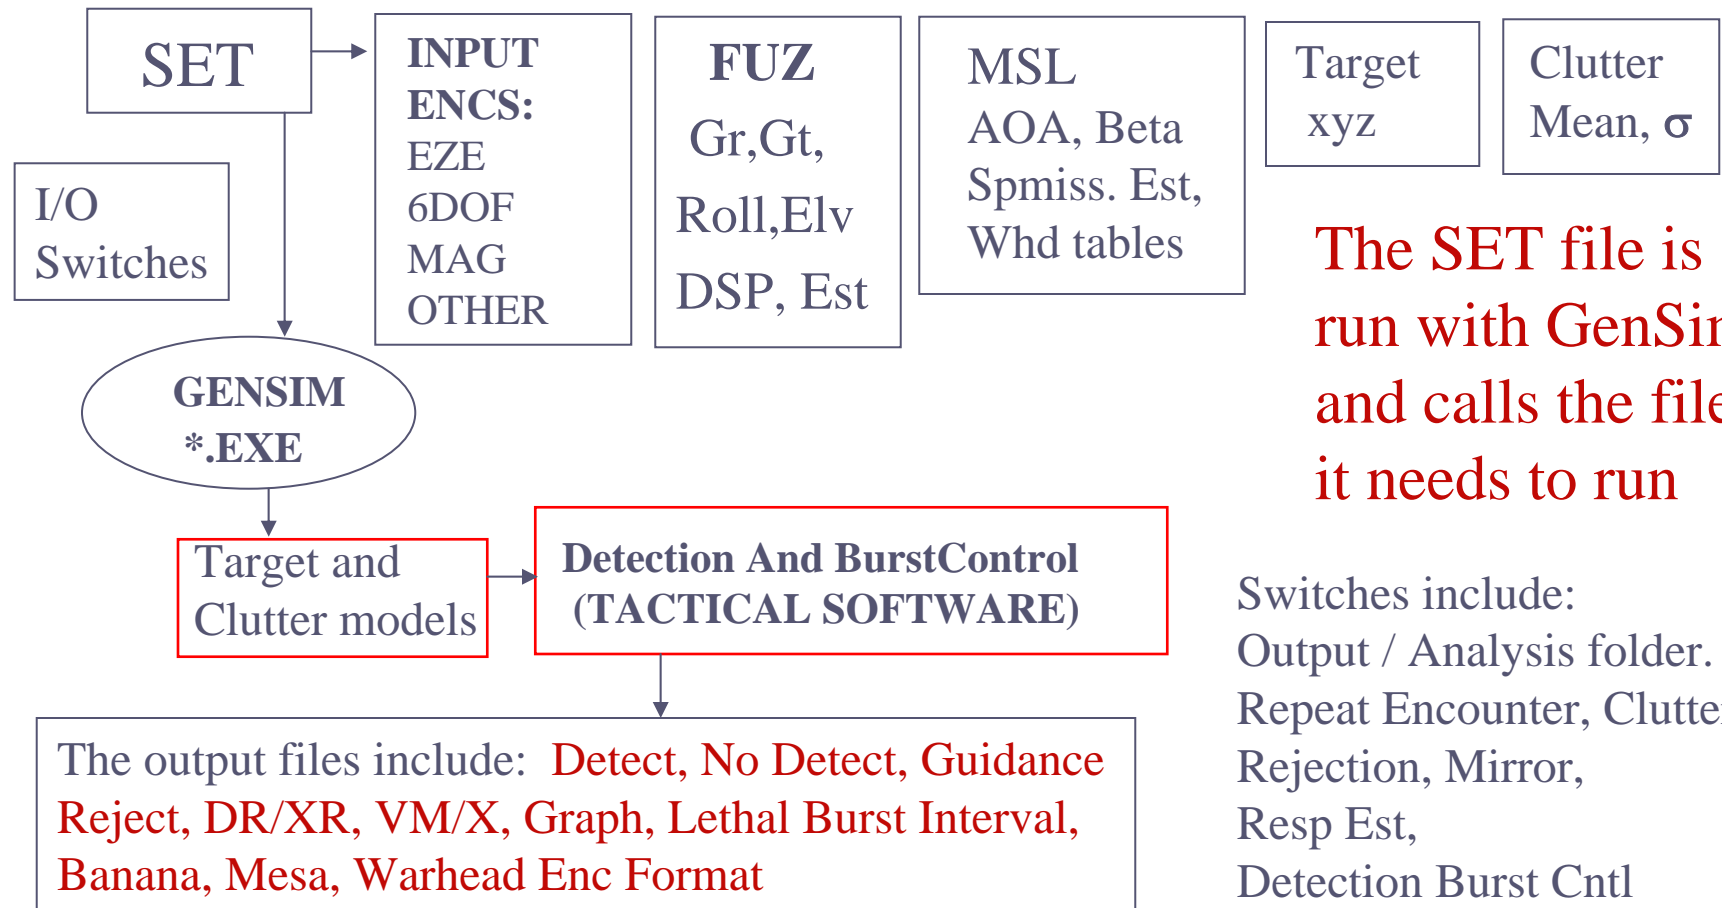 SET
INPUT
ENCS:
EZE
6DOF
MAG
OTHER
FUZ
Gr,Gt,
Roll,Elv
DSP, Est
MSL
AOA, Beta
Spmiss. Est,
Whd tables
Target
xyz
Clutter
Mean, σ
I/O
Switches
The SET file is
run with GenSim
and calls the file
it needs to run
GENSIM
*.EXE
Target and
Clutter models
Detection And BurstControl
(TACTICAL SOFTWARE)
Switches include:
Output / Analysis folder.
Repeat Encounter, Clutter
Rejection, Mirror,
Resp Est,
Detection Burst Cntl
The output files include: Detect, No Detect, Guidance
Reject, DR/XR, VM/X, Graph, Lethal Burst Interval,
Banana, Mesa, Warhead Enc Format